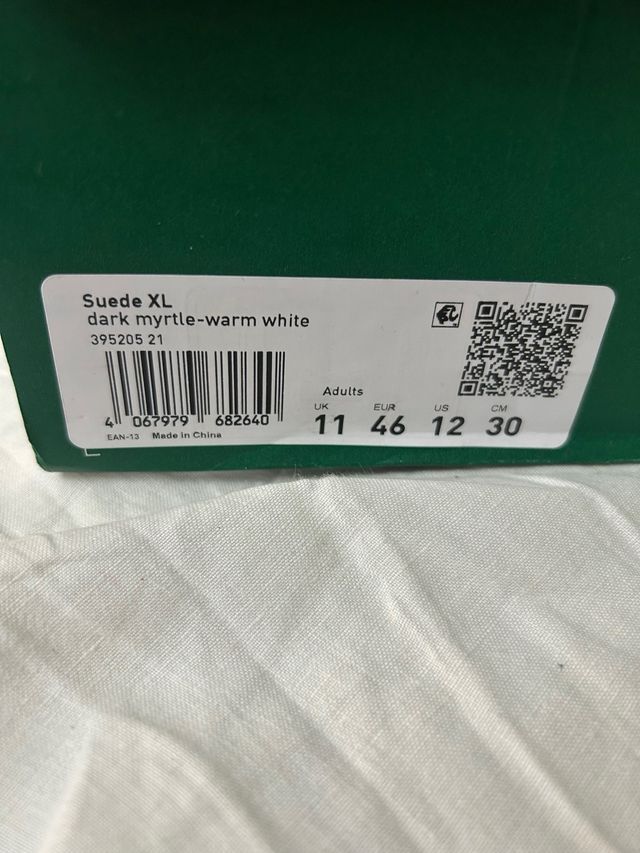 Suede XL
dark myrtle-warm white
395205 21
4 067979 682640
EAN-13 Made in China
Adults
UK EUR US CM
11 46 12 30